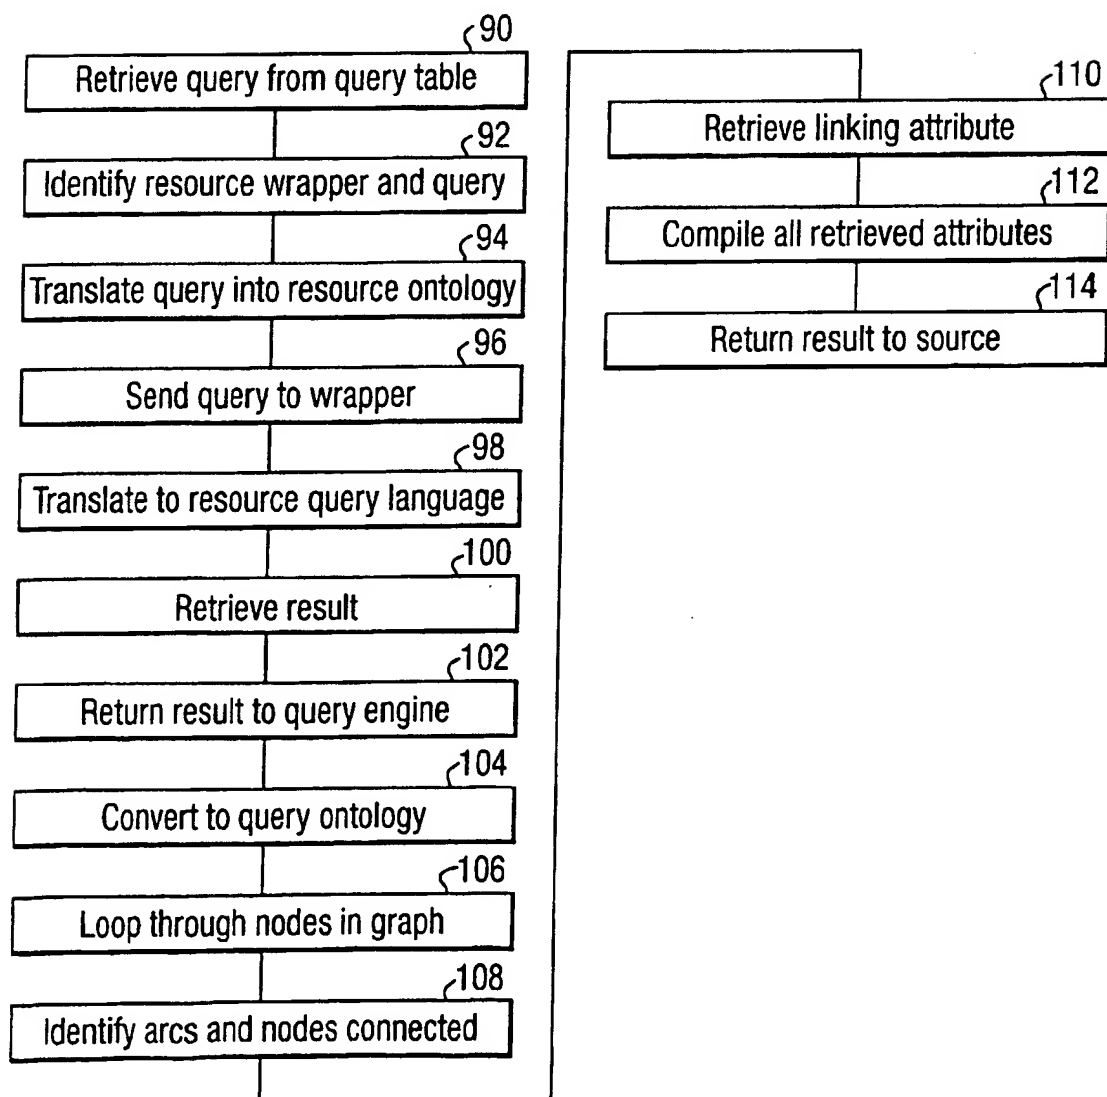 90
Retrieve query from query table
92
Identify resource wrapper and query
94
Translate query into resource ontology
96
Send query to wrapper
98
Translate to resource query language
100
Retrieve result
102
Return result to query engine
104
Convert to query ontology
106
Loop through nodes in graph
108
Identify arcs and nodes connected
110
Retrieve linking attribute
112
Compile all retrieved attributes
114
Return result to source